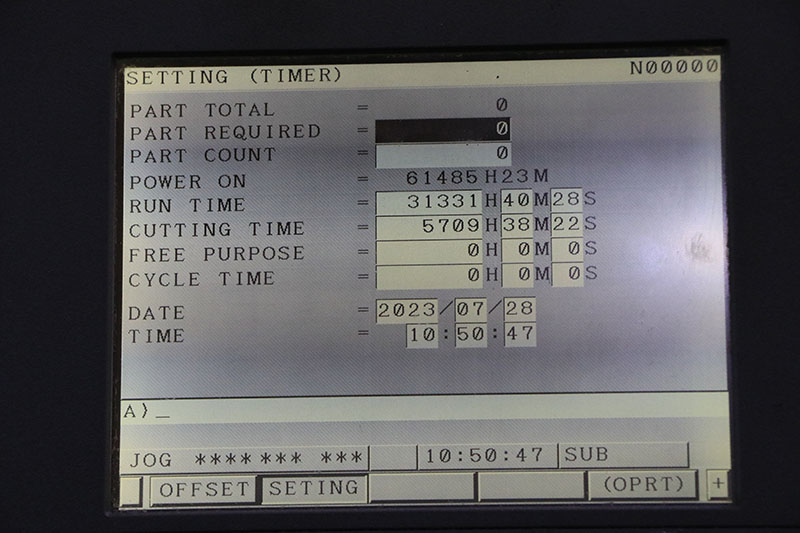 SETTING (TIMER) N00000
PART TOTAL = 0
PART REQUIRED = 0
PART COUNT = 0
POWER ON = 61485H23M
RUN TIME = 31331H40M28S
CUTTING TIME = 5709H38M22S
FREE PURPOSE = 0H 0M 0S
CYCLE TIME = 0H 0M 0S
DATE = 2023/07/28
TIME = 10:50:47
A)_
JOG **** *** *** 10:50:47 SUB
OFFSET SETING (OPRT) +